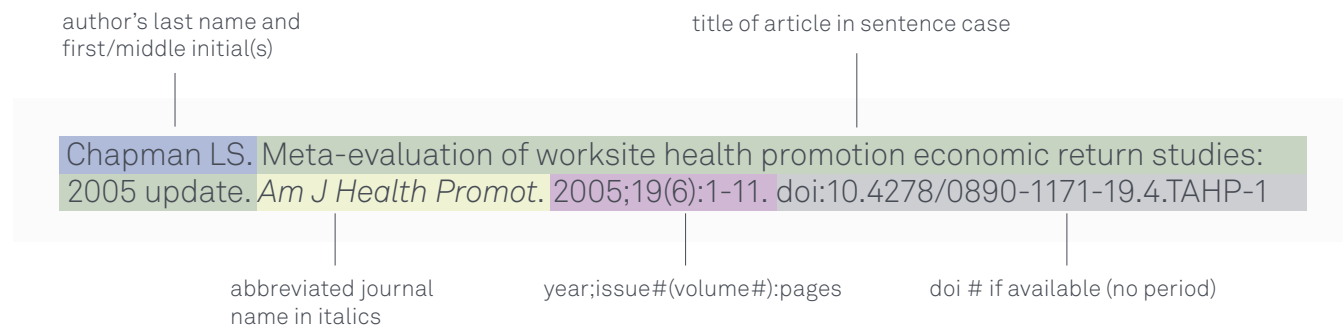 author’s last name and
first/middle initial(s)
title of article in sentence case
Chapman LS. Meta-evaluation of worksite health promotion economic return studies:
2005 update. Am J Health Promot. 2005;19(6):1-11. doi:10.4278/0890-1171-19.4.TAHP-1
abbreviated journal
name in italics
year;issue#(volume#):pages
doi # if available (no period)